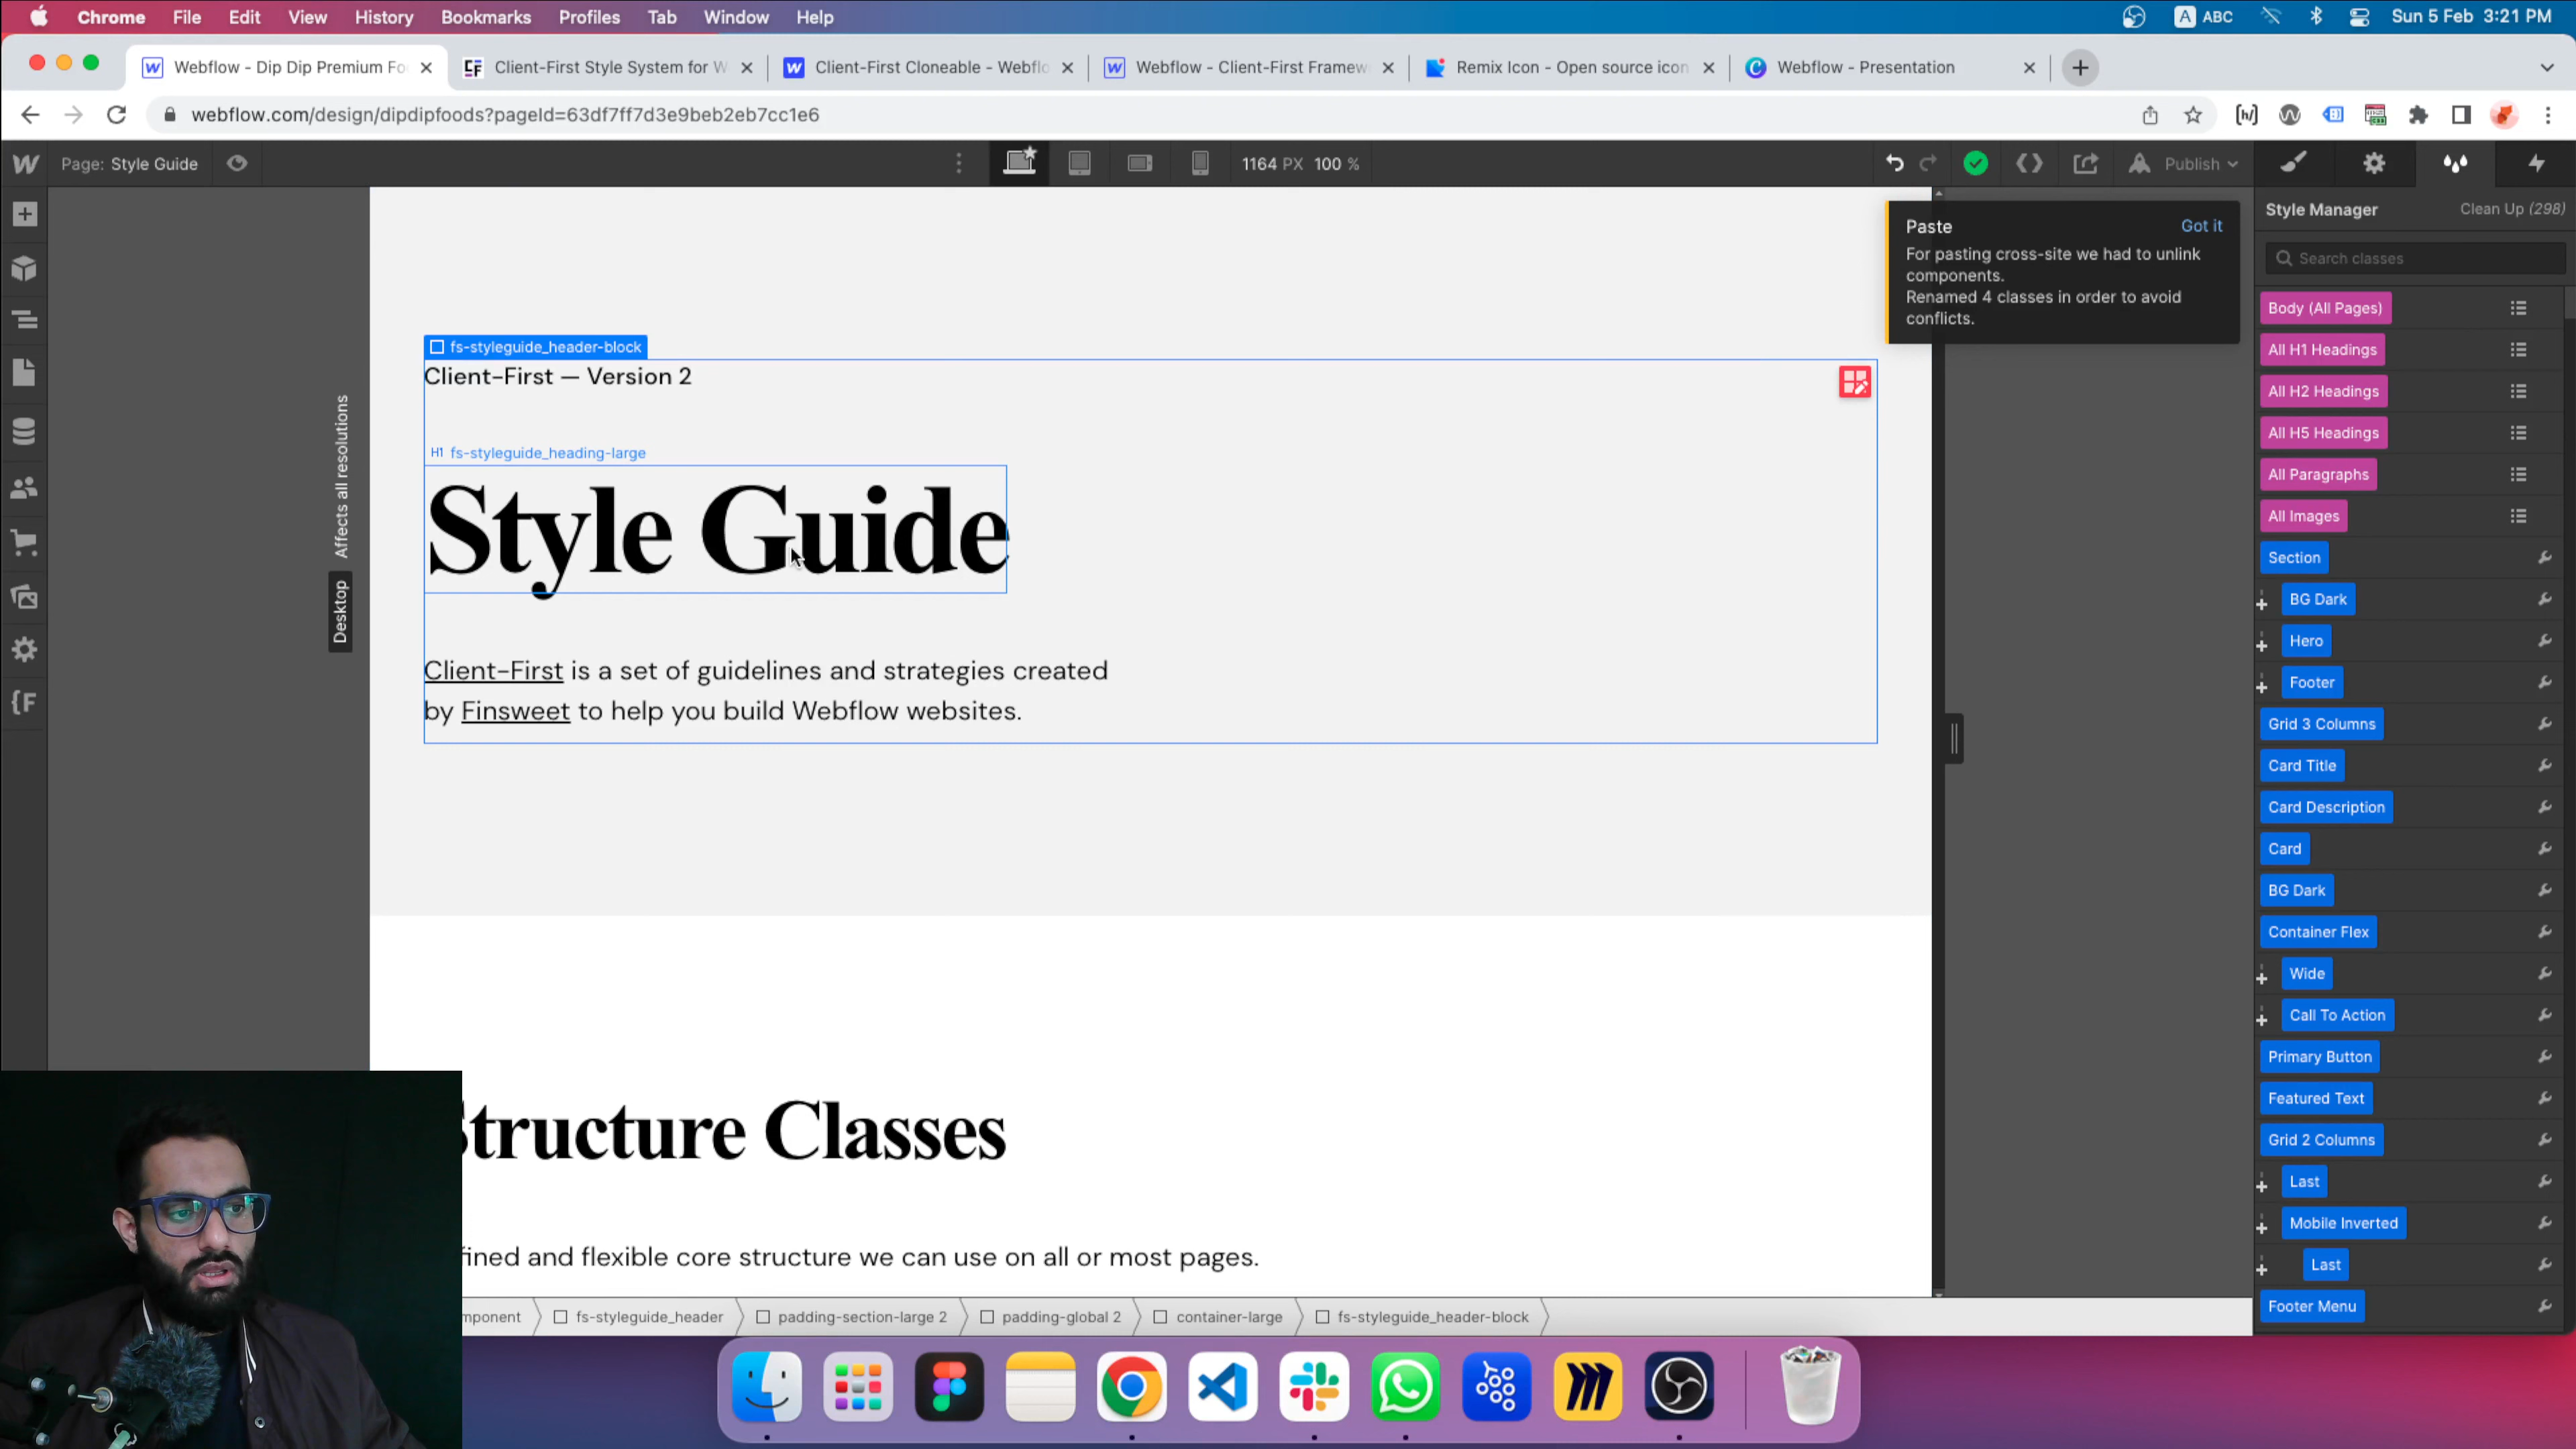 Chrome File Edit View History Bookmarks Profiles Tab Window Help
A ABC Sun 5 Feb 3:21 PM
Webflow - Dip Dip Premium Fo
Client-First Style System for W
Client-First Cloneable - Webflo
Webflow - Client-First Framew
Remix Icon - Open source icon
Webflow - Presentation
webflow.com/design/dipdipfoods?pageId=63df7ff7d3e9beb2eb7cc1e6
Page: Style Guide
1164 PX 100 %
Publish
Style Manager
Clean Up (298)
Search classes
Paste
Got it
For pasting cross-site we had to unlink
components.
Renamed 4 classes in order to avoid
conflicts.
Affects all resolutions
Desktop
fs-styleguide_header-block
Client-First — Version 2
H1 fs-styleguide_heading-large
Style Guide
Client-First is a set of guidelines and strategies created
by Finsweet to help you build Webflow websites.
Structure Classes
fined and flexible core structure we can use on all or most pages.
mponent
fs-styleguide_header
padding-section-large 2
padding-global 2
container-large
fs-styleguide_header-block
Body (All Pages)
All H1 Headings
All H2 Headings
All H5 Headings
All Paragraphs
All Images
Section
BG Dark
Hero
Footer
Grid 3 Columns
Card Title
Card Description
Card
BG Dark
Container Flex
Wide
Call To Action
Primary Button
Featured Text
Grid 2 Columns
Last
Mobile Inverted
Last
Footer Menu